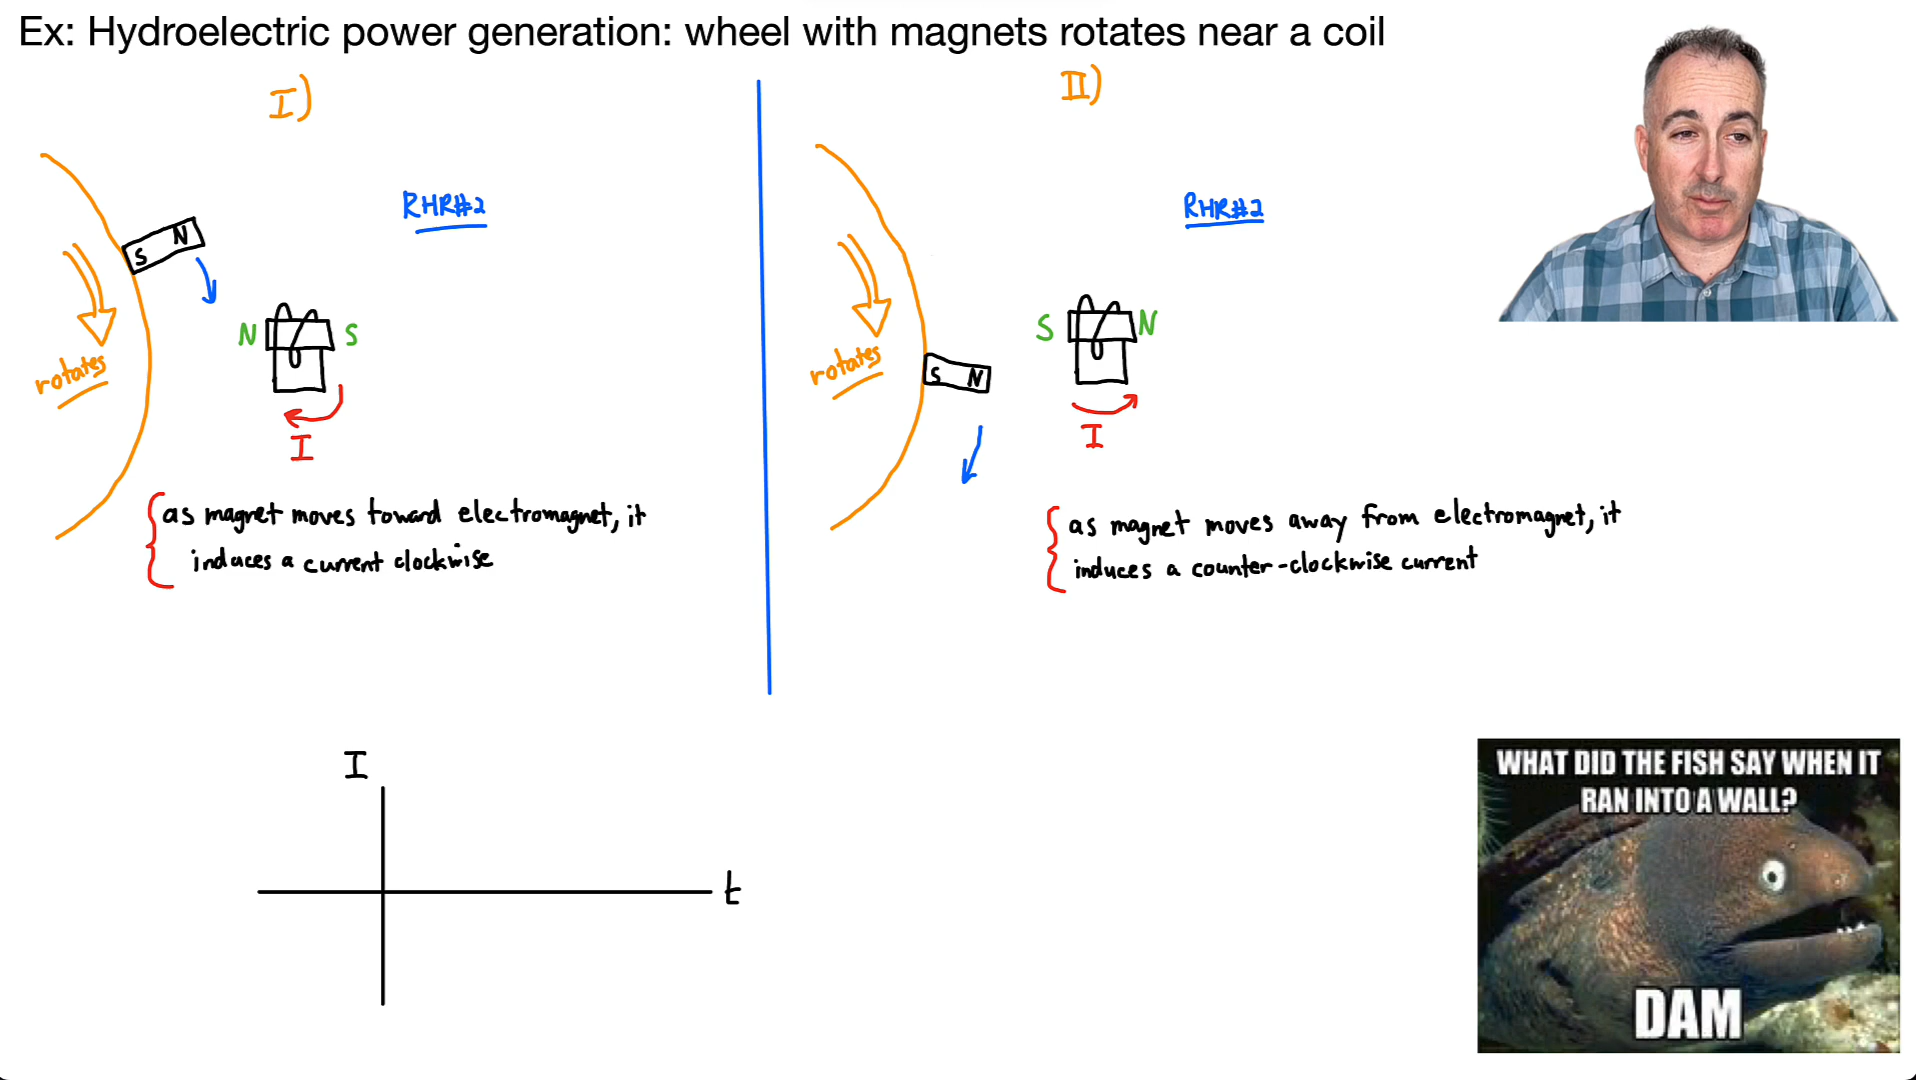 Ex: Hydroelectric power generation: wheel with magnets rotates near a coil
I)
RHR#2
S N
N S
rotates
I
{ as magnet moves toward electromagnet, it
induces a current clockwise
II)
RHR#2
S N
rotates
S N
I
{ as magnet moves away from electromagnet, it
induces a counter-clockwise current
I
t
WHAT DID THE FISH SAY WHEN IT
RAN INTO A WALL?
DAM